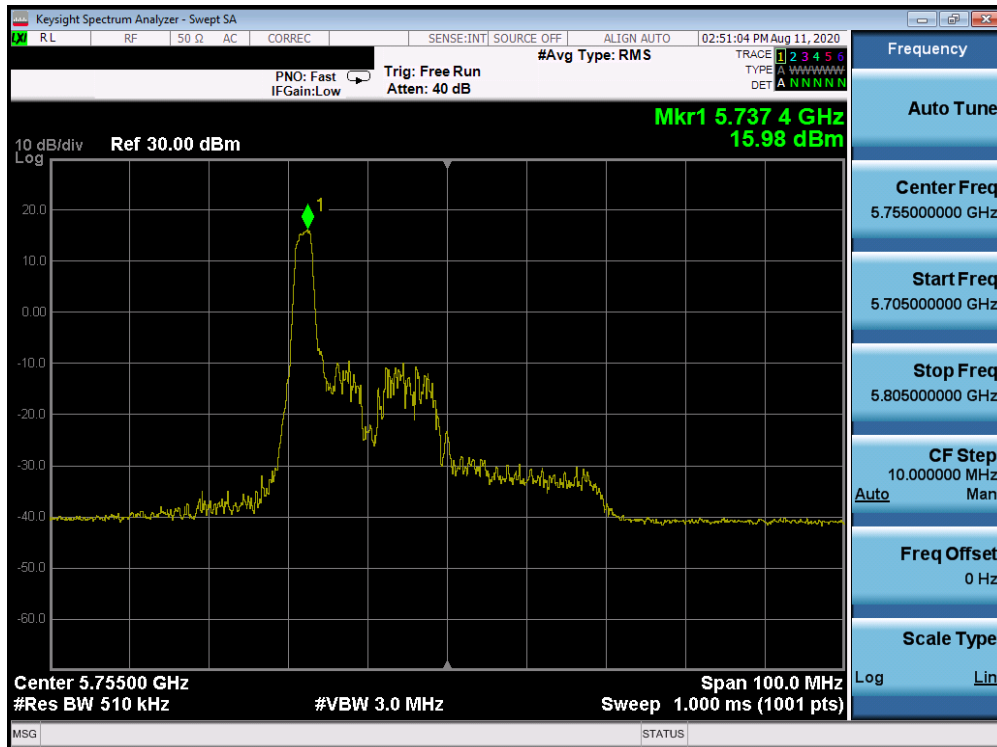 Keysight Spectrum Analyzer - Swept SA
LXI RL RF 50 Ω AC CORREC SENSE:INT SOURCE OFF ALIGN AUTO 02:51:04 PM Aug 11, 2020
#Avg Type: RMS
TRACE 1 2 3 4 5 6
TYPE A WWWWW
DET A N N N N N
PNO: Fast
IFGain:Low
Trig: Free Run
Atten: 40 dB
Mkr1 5.737 4 GHz
15.98 dBm
10 dB/div
Log
Ref 30.00 dBm
1
20.0
10.0
0.00
-10.0
-20.0
-30.0
-40.0
-50.0
-60.0
Center 5.75500 GHz
Span 100.0 MHz
#Res BW 510 kHz
#VBW 3.0 MHz
Sweep 1.000 ms (1001 pts)
MSG
STATUS
Frequency
Auto Tune
Center Freq
5.755000000 GHz
Start Freq
5.705000000 GHz
Stop Freq
5.805000000 GHz
CF Step
10.000000 MHz
Auto Man
Freq Offset
0 Hz
Scale Type
Log Lin